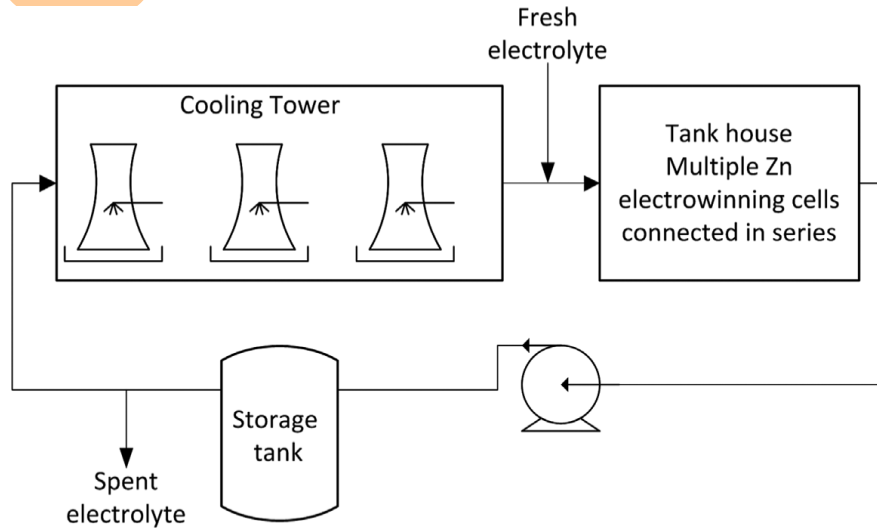 Fresh
electrolyte
Cooling Tower
Tank house
Multiple Zn
electrowinning cells
connected in series
Storage
tank
Spent
electrolyte